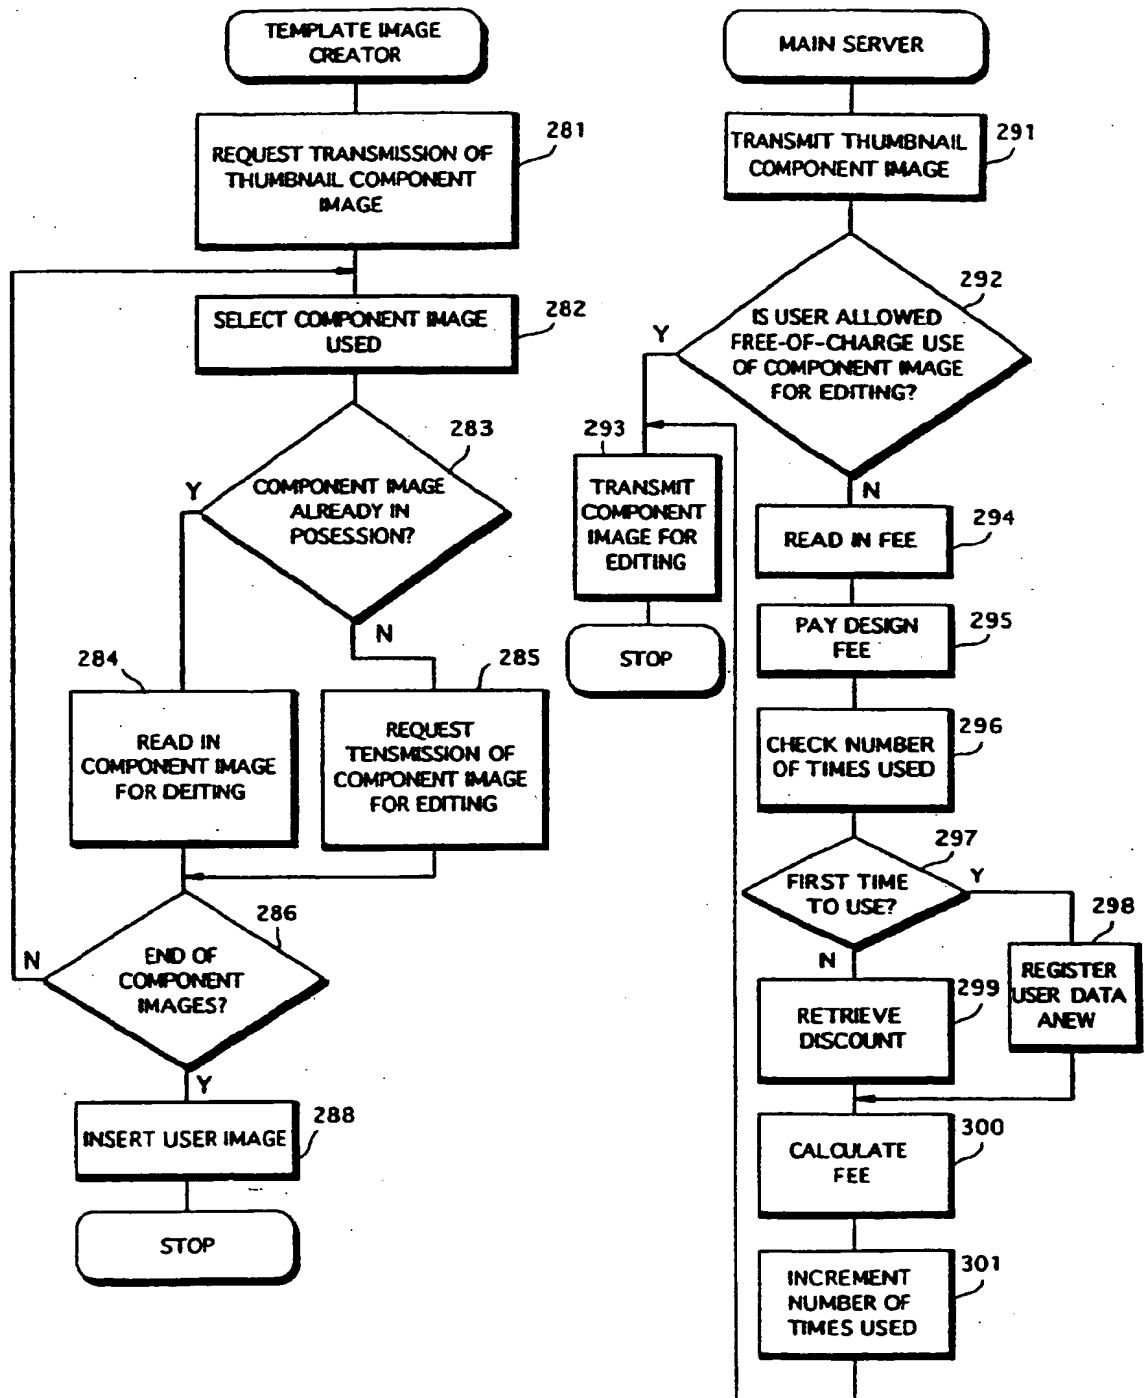 TEMPLATE IMAGE
CREATOR
281
REQUEST TRANSMISSION OF
THUMBNAIL COMPONENT
IMAGE
282
SELECT COMPONENT IMAGE
USED
283
COMPONENT IMAGE
ALREADY IN
POSESSION?
Y
N
284
READ IN
COMPONENT IMAGE
FOR DEITING
285
REQUEST
TENSMISSION OF
COMPONENT IMAGE
FOR EDITING
286
END OF
COMPONENT
IMAGES?
N
Y
288
INSERT USER IMAGE
STOP
MAIN SERVER
291
TRANSMIT THUMBNAIL
COMPONENT IMAGE
292
IS USER ALLOWED
FREE-OF-CHARGE USE
OF COMPONENT IMAGE
FOR EDITING?
Y
N
293
TRANSMIT
COMPONENT
IMAGE FOR
EDITING
STOP
294
READ IN FEE
295
PAY DESIGN
FEE
296
CHECK NUMBER
OF TIMES USED
297
FIRST TIME
TO USE?
Y
N
298
REGISTER
USER DATA
ANEW
299
RETRIEVE
DISCOUNT
300
CALCULATE
FEE
301
INCREMENT
NUMBER OF
TIMES USED